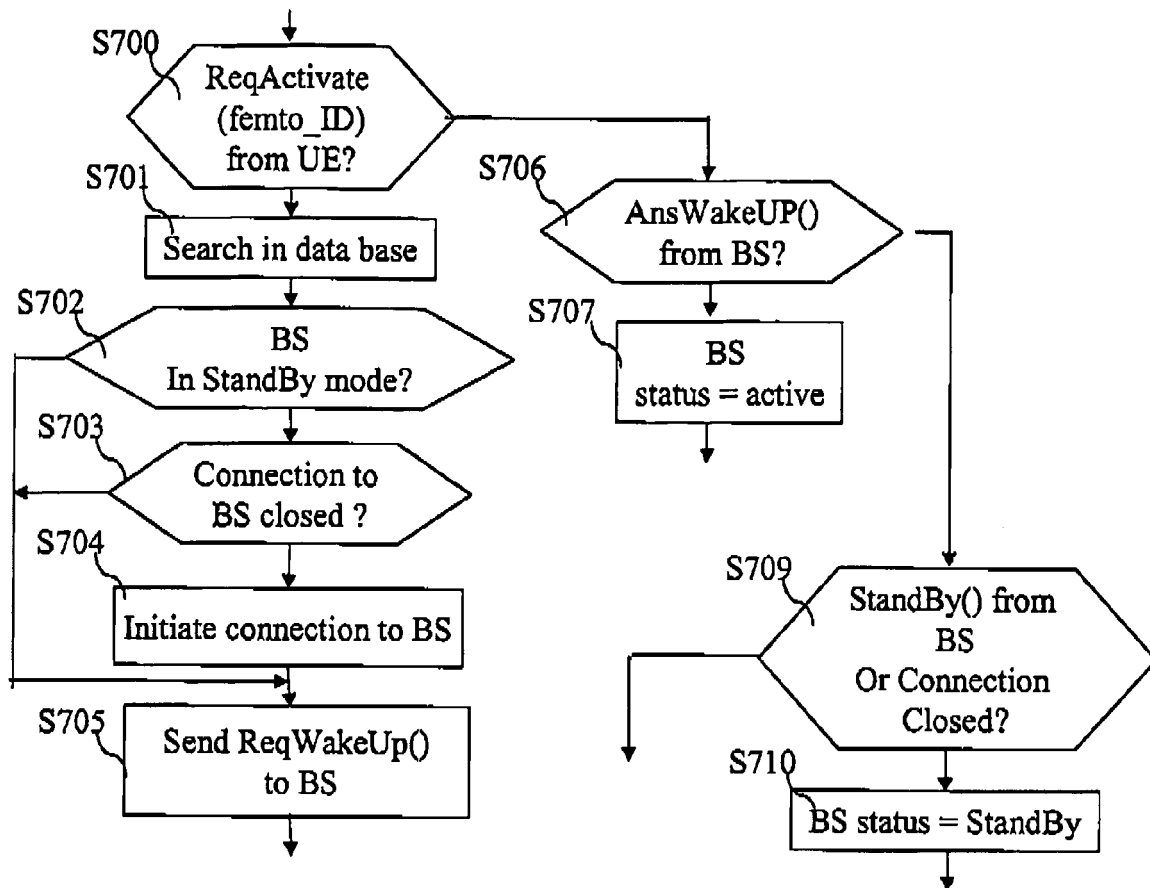 S700
ReqActivate
(femto_ID)
from UE?
S701
Search in data base
S702
BS
In StandBy mode?
S703
Connection to
BS closed ?
S704
Initiate connection to BS
S705
Send ReqWakeUp()
to BS
S706
AnsWakeUP()
from BS?
S707
BS
status = active
S709
StandBy() from
BS
Or Connection
Closed?
S710
BS status = StandBy